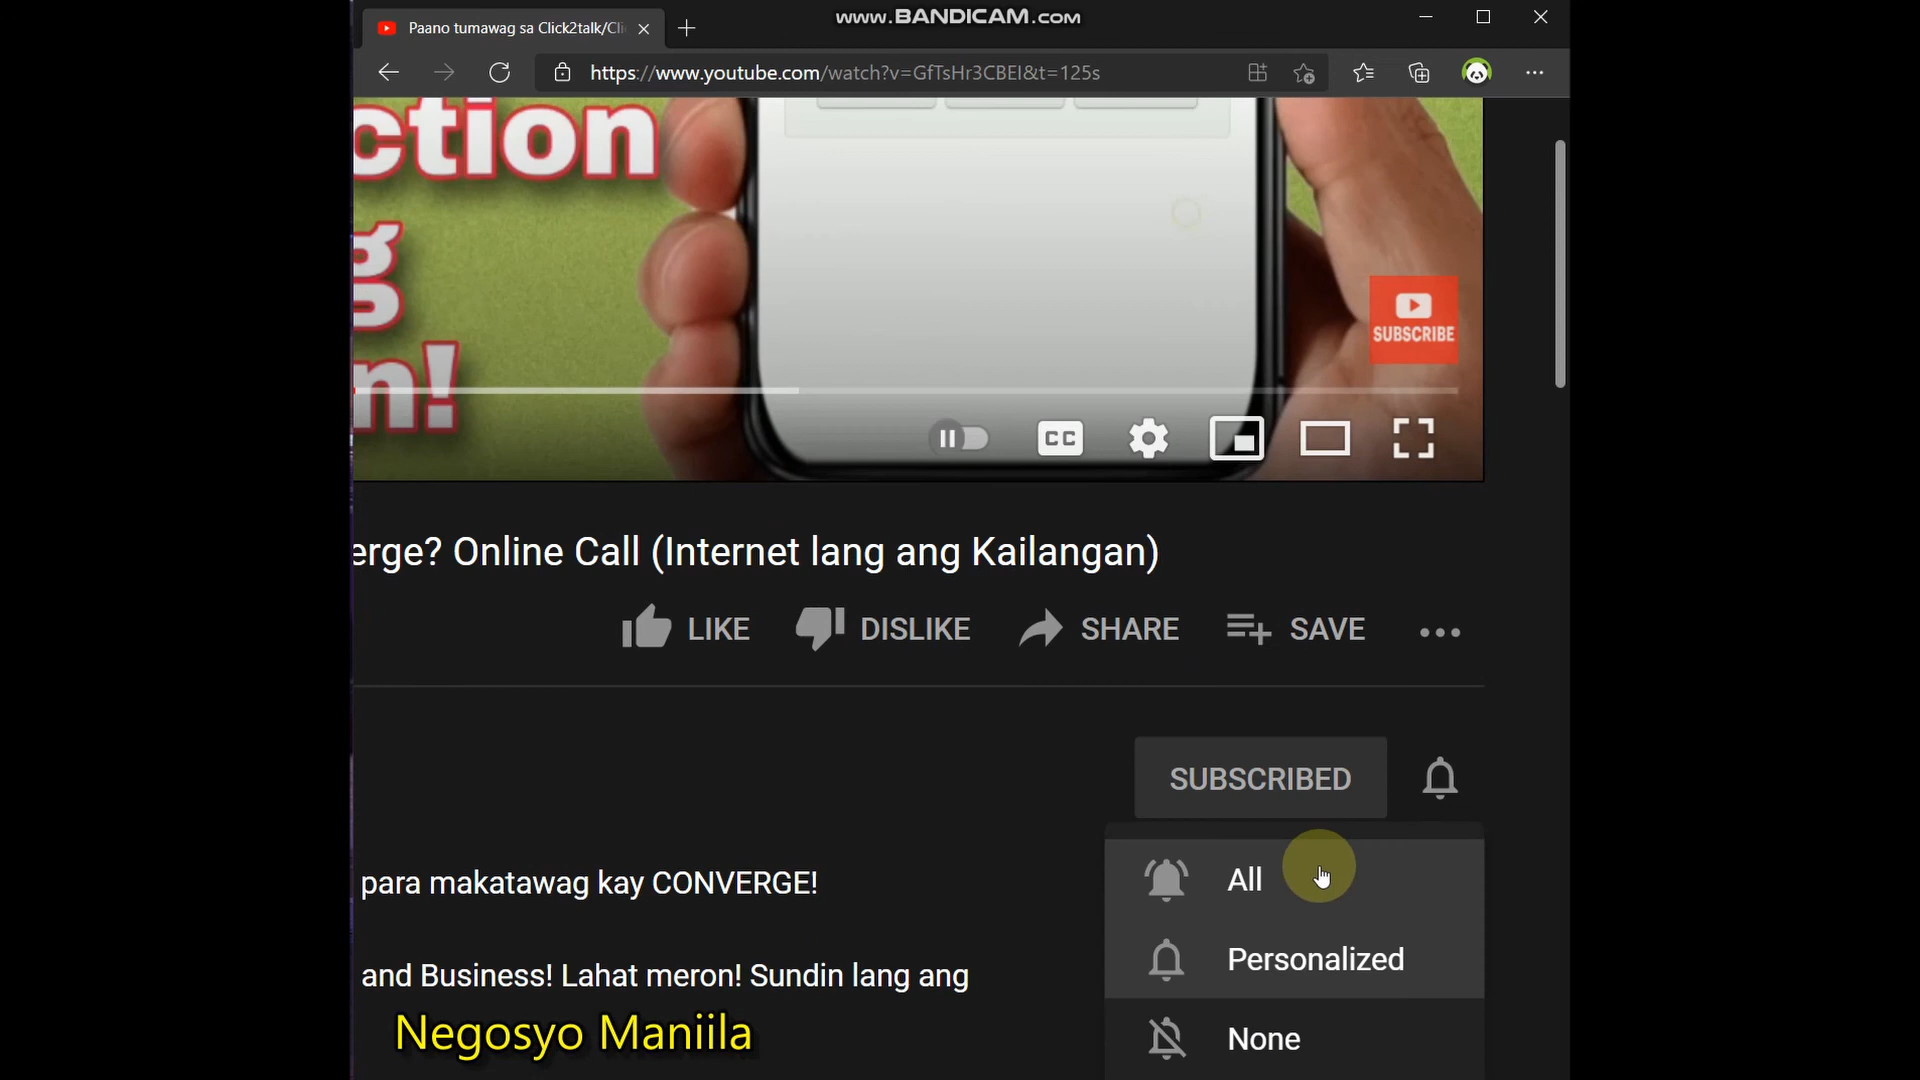 Paano tumawag sa Click2talk/Cli
www.BANDICAM.com
https://www.youtube.com/watch?v=GfTsHr3CBEI&t=125s
ction
g
n!
SUBSCRIBE
CC
erge? Online Call (Internet lang ang Kailangan)
LIKE
DISLIKE
SHARE
SAVE
SUBSCRIBED
All
para makatawag kay CONVERGE!
Personalized
and Business! Lahat meron! Sundin lang ang
Negosyo Maniila
None